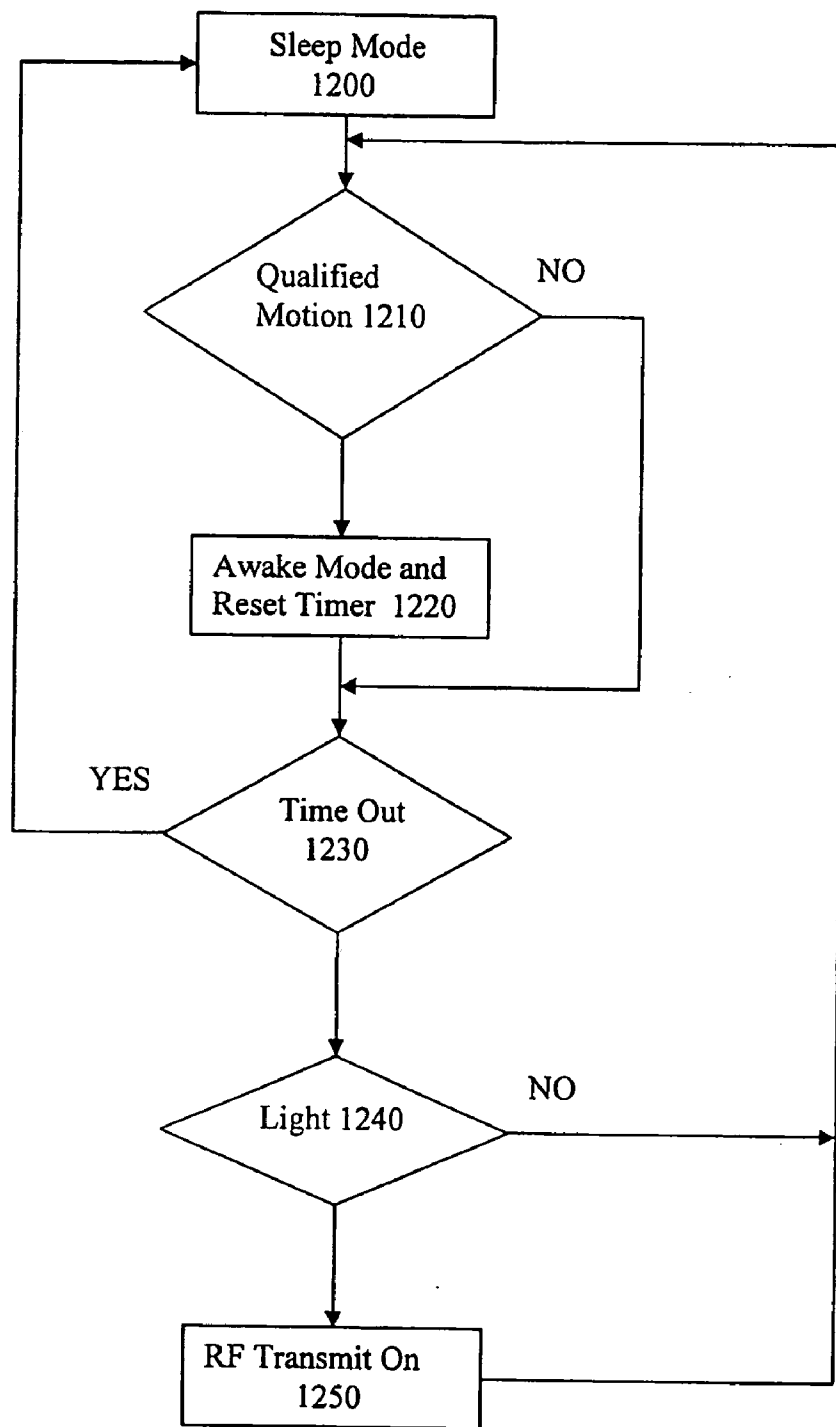 Sleep Mode
1200
Qualified
Motion 1210
NO
Awake Mode and
Reset Timer 1220
YES
Time Out
1230
Light 1240
NO
RF Transmit On
1250